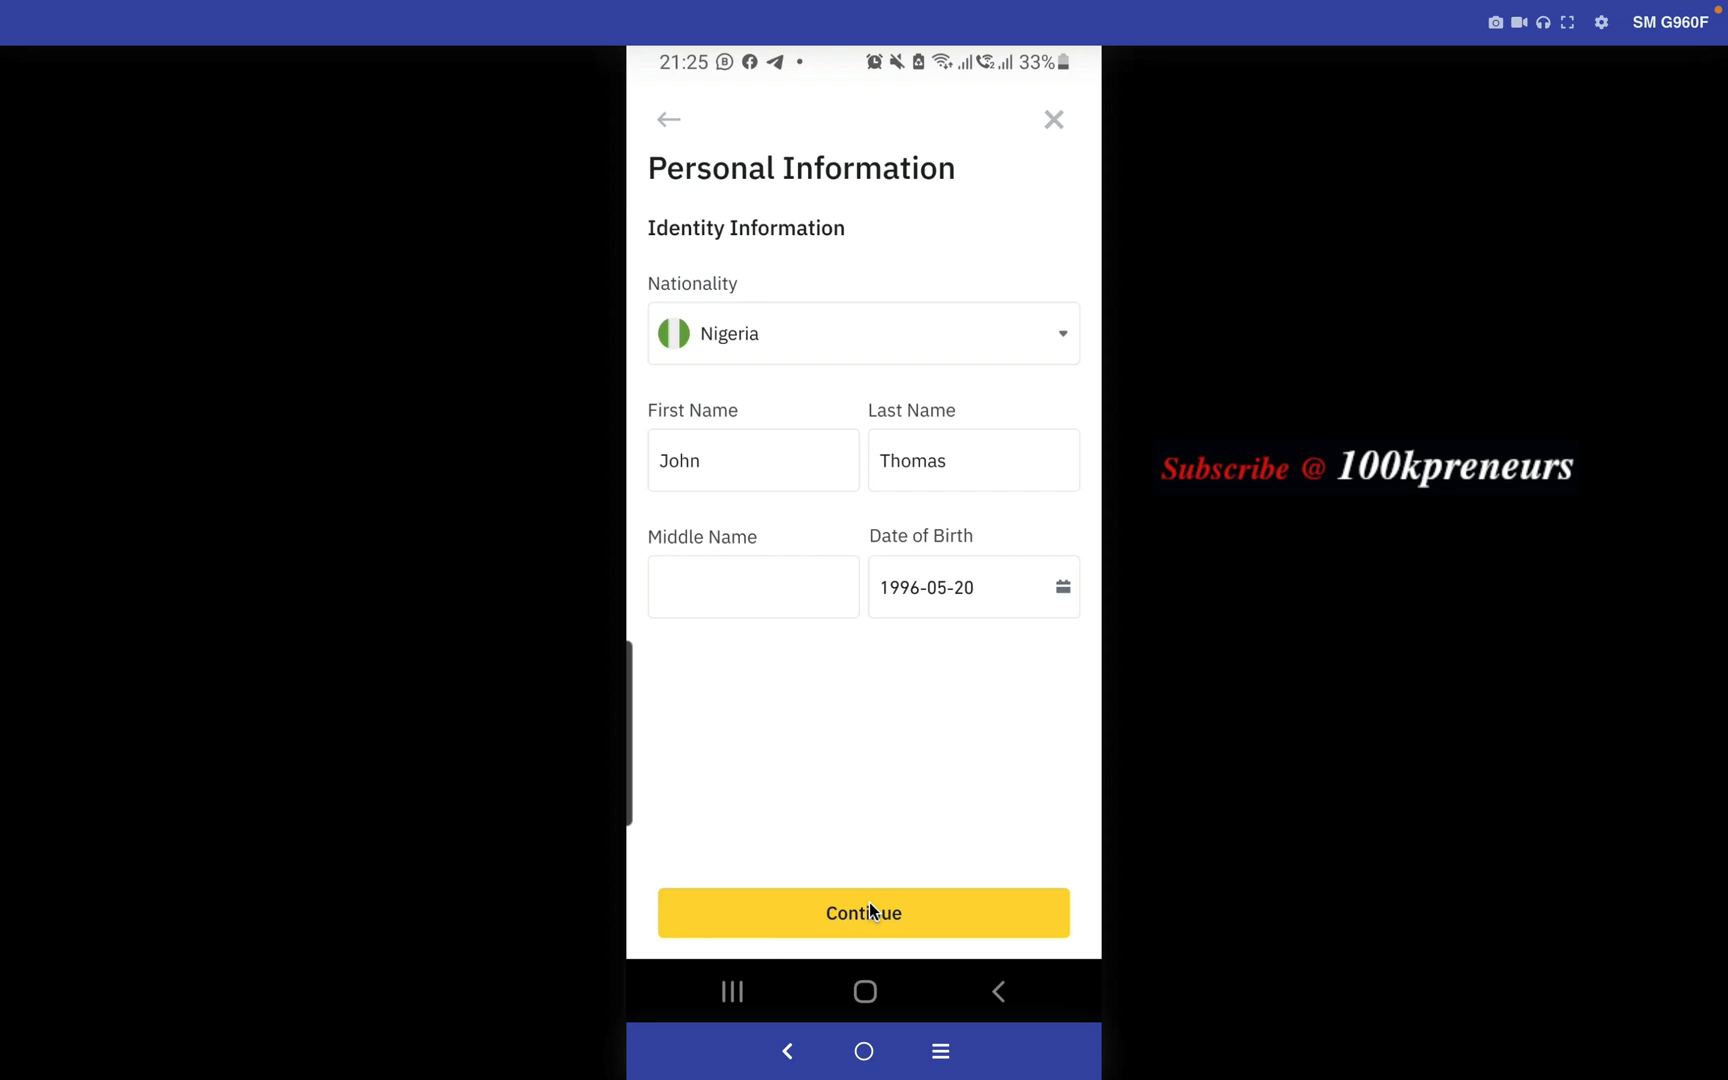 SM G960F
21:25
33%
Personal Information
Identity Information
Nationality
Nigeria
First Name
Last Name
John
Thomas
Subscribe @ 100kpreneurs
Middle Name
Date of Birth
1996-05-20
Continue